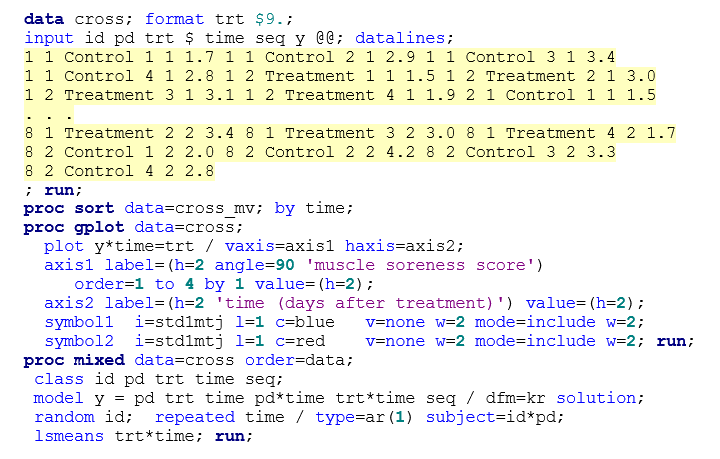 data cross; format trt $9.;
input id pd trt $ time seq y @@; datalines;
1 1 Control 1 1 1.7 1 1 Control 2 1 2.9 1 1 Control 3 1 3.4
1 1 Control 4 1 2.8 1 2 Treatment 1 1 1.5 1 2 Treatment 2 1 3.0
1 2 Treatment 3 1 3.1 1 2 Treatment 4 1 1.9 2 1 Control 1 1 1.5
. . .
8 1 Treatment 2 2 3.4 8 1 Treatment 3 2 3.0 8 1 Treatment 4 2 1.7
8 2 Control 1 2 2.0 8 2 Control 2 2 4.2 8 2 Control 3 2 3.3
8 2 Control 4 2 2.8
; run;
proc sort data=cross_mv; by time;
proc gplot data=cross;
plot y*time=trt / vaxis=axis1 haxis=axis2;
axis1 label=(h=2 angle=90 'muscle soreness score')
order=1 to 4 by 1 value=(h=2);
axis2 label=(h=2 'time (days after treatment)') value=(h=2);
symbol1 i=std1mtj l=1 c=blue v=none w=2 mode=include w=2;
symbol2 i=std1mtj l=1 c=red v=none w=2 mode=include w=2; run;
proc mixed data=cross order=data;
class id pd trt time seq;
model y = pd trt time pd*time trt*time seq / dfm=kr solution;
random id; repeated time / type=ar(1) subject=id*pd;
lsmeans trt*time; run;